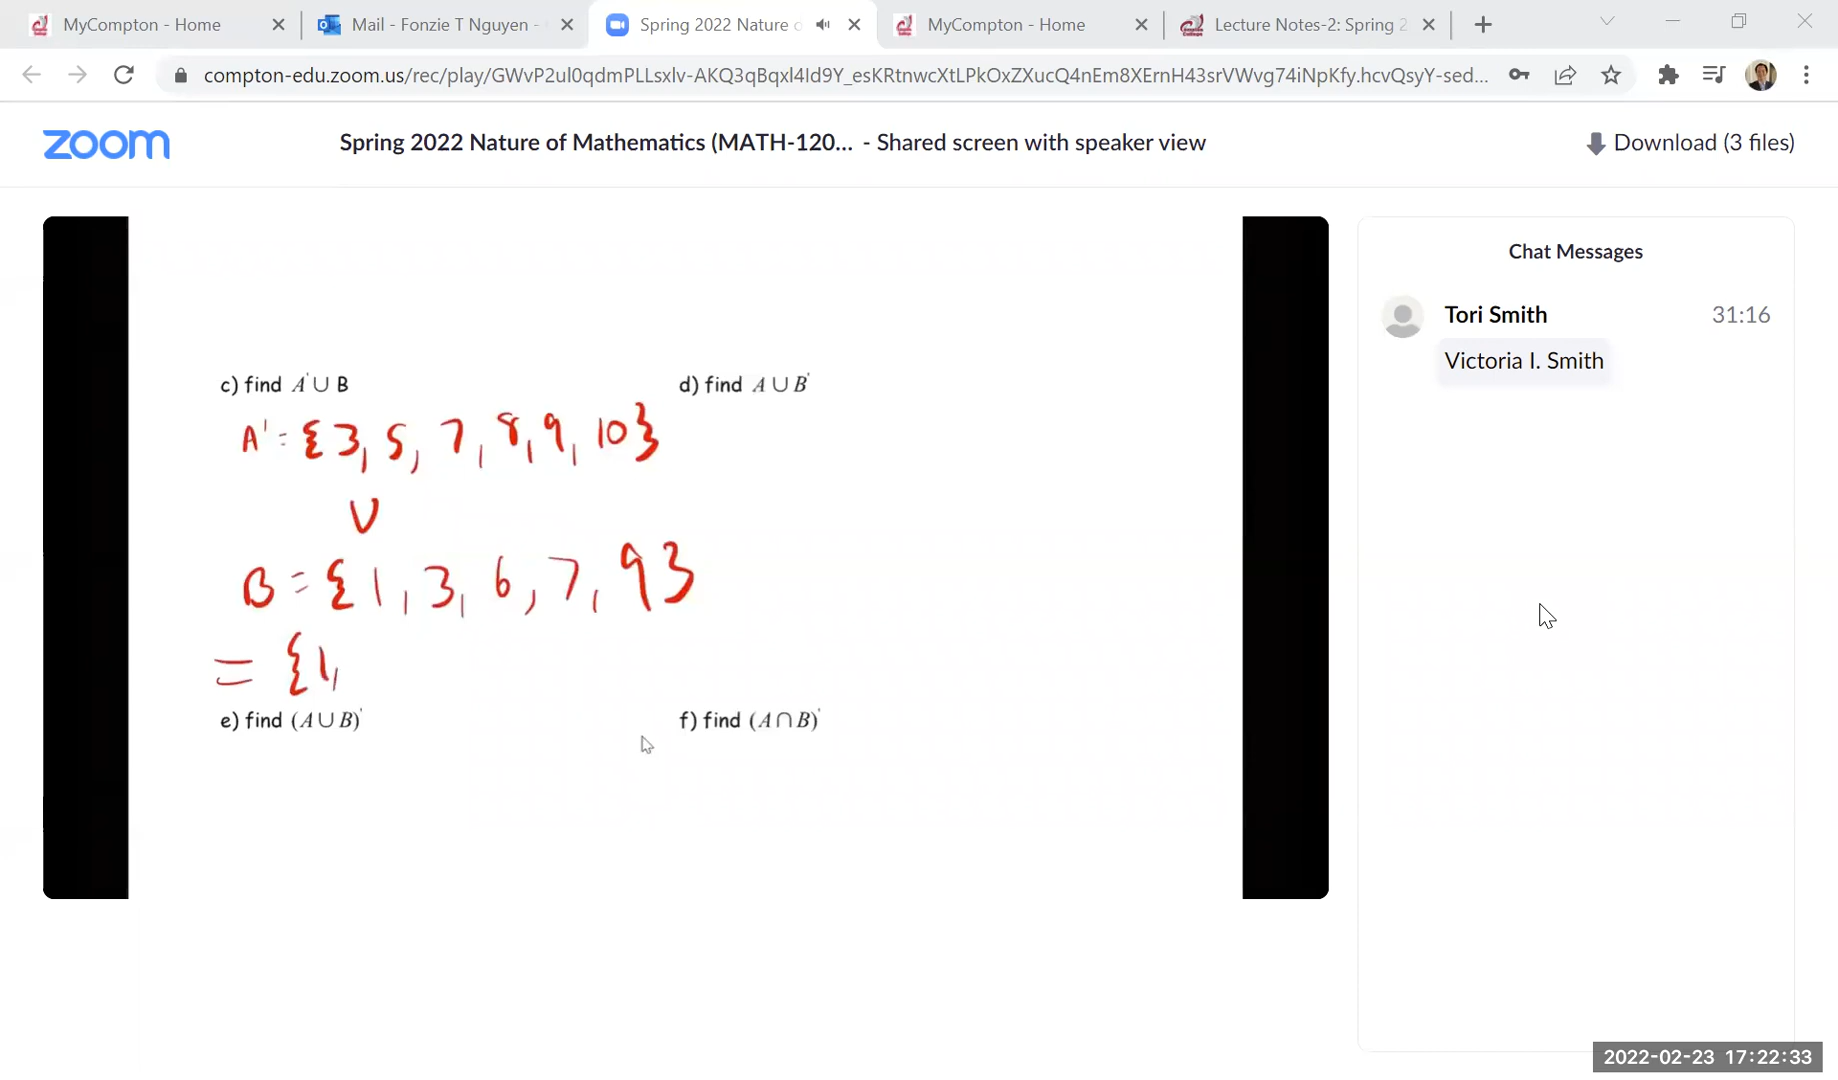 MyCompton - Home
Mail - Fonzie T Nguyen -
Spring 2022 Nature o
MyCompton - Home
Lecture Notes-2: Spring 2
compton-edu.zoom.us/rec/play/GWvP2ul0qdmPLLsxlv-AKQ3qBqxl4Id9Y_esKRtnwcXtLPkOxZXucQ4nEm8XErnH43srVWvg74iNpKfy.hcvQsyY-sed...
zoom
Spring 2022 Nature of Mathematics (MATH-120... - Shared screen with speaker view
Download (3 files)
c) find A' ∪ B
A' = {3, 5, 7, 8, 9, 10}
∪
B = {1, 3, 6, 7, 9}
= {1,
d) find A ∪ B'
e) find (A ∪ B)'
f) find (A ∩ B)'
Chat Messages
Tori Smith 31:16
Victoria I. Smith
2022-02-23 17:22:33